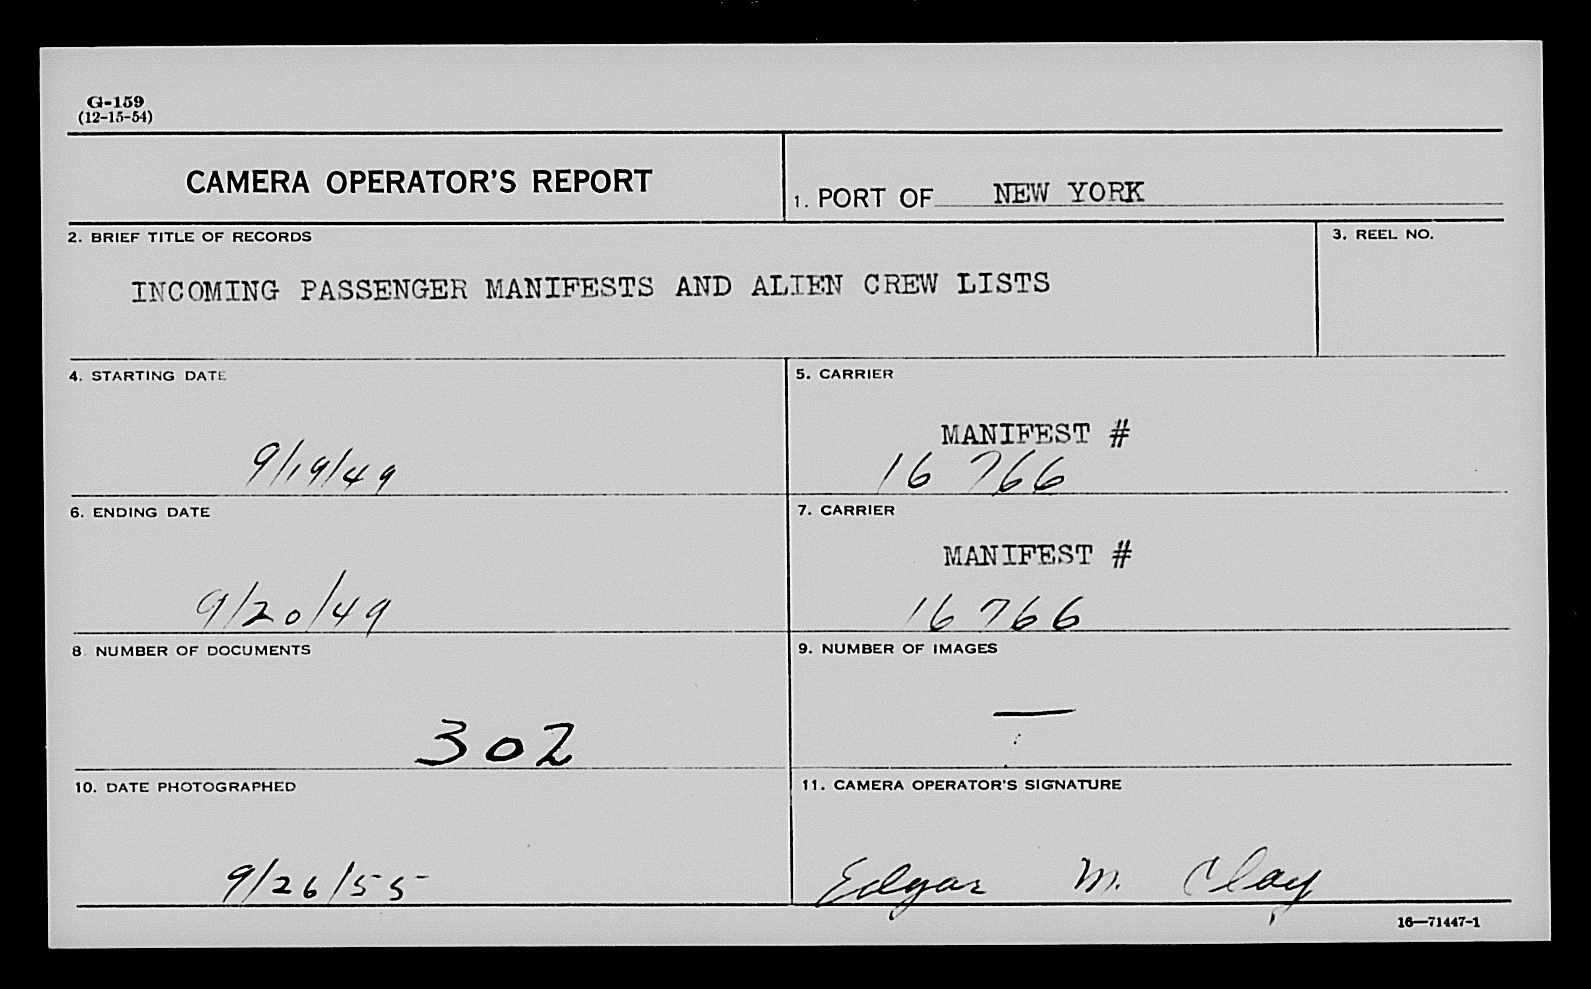 G-159
(12-15-54)
CAMERA OPERATOR'S REPORT
1. PORT OF NEW YORK
2. BRIEF TITLE OF RECORDS
INCOMING PASSENGER MANIFESTS AND ALIEN CREW LISTS
3. REEL NO.
4. STARTING DATE
9/19/49
5. CARRIER
MANIFEST #
16766
6. ENDING DATE
9/20/49
7. CARRIER
MANIFEST #
16766
8. NUMBER OF DOCUMENTS
302
9. NUMBER OF IMAGES
—
10. DATE PHOTOGRAPHED
9/26/55
11. CAMERA OPERATOR'S SIGNATURE
Edgar M. Clay
16—71447-1